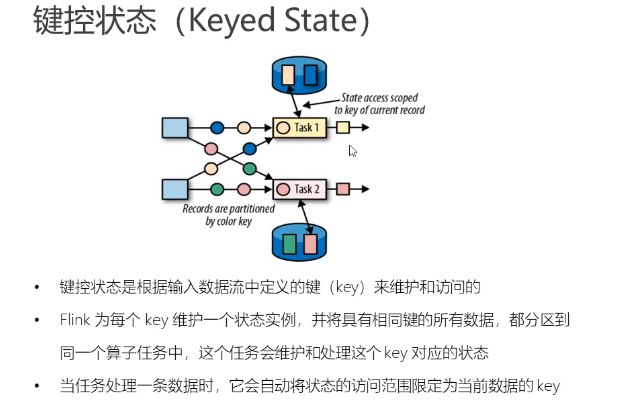 键控状态（Keyed State）
State access scoped
to key of current record
Task 1
Task 2
Records are partitioned
by color key
• 键控状态是根据输入数据流中定义的键（key）来维护和访问的
• Flink 为每个 key 维护一个状态实例，并将具有相同键的所有数据，都分区到
同一个算子任务中，这个任务会维护和处理这个 key 对应的状态
• 当任务处理一条数据时，它会自动将状态的访问范围限定为当前数据的 key